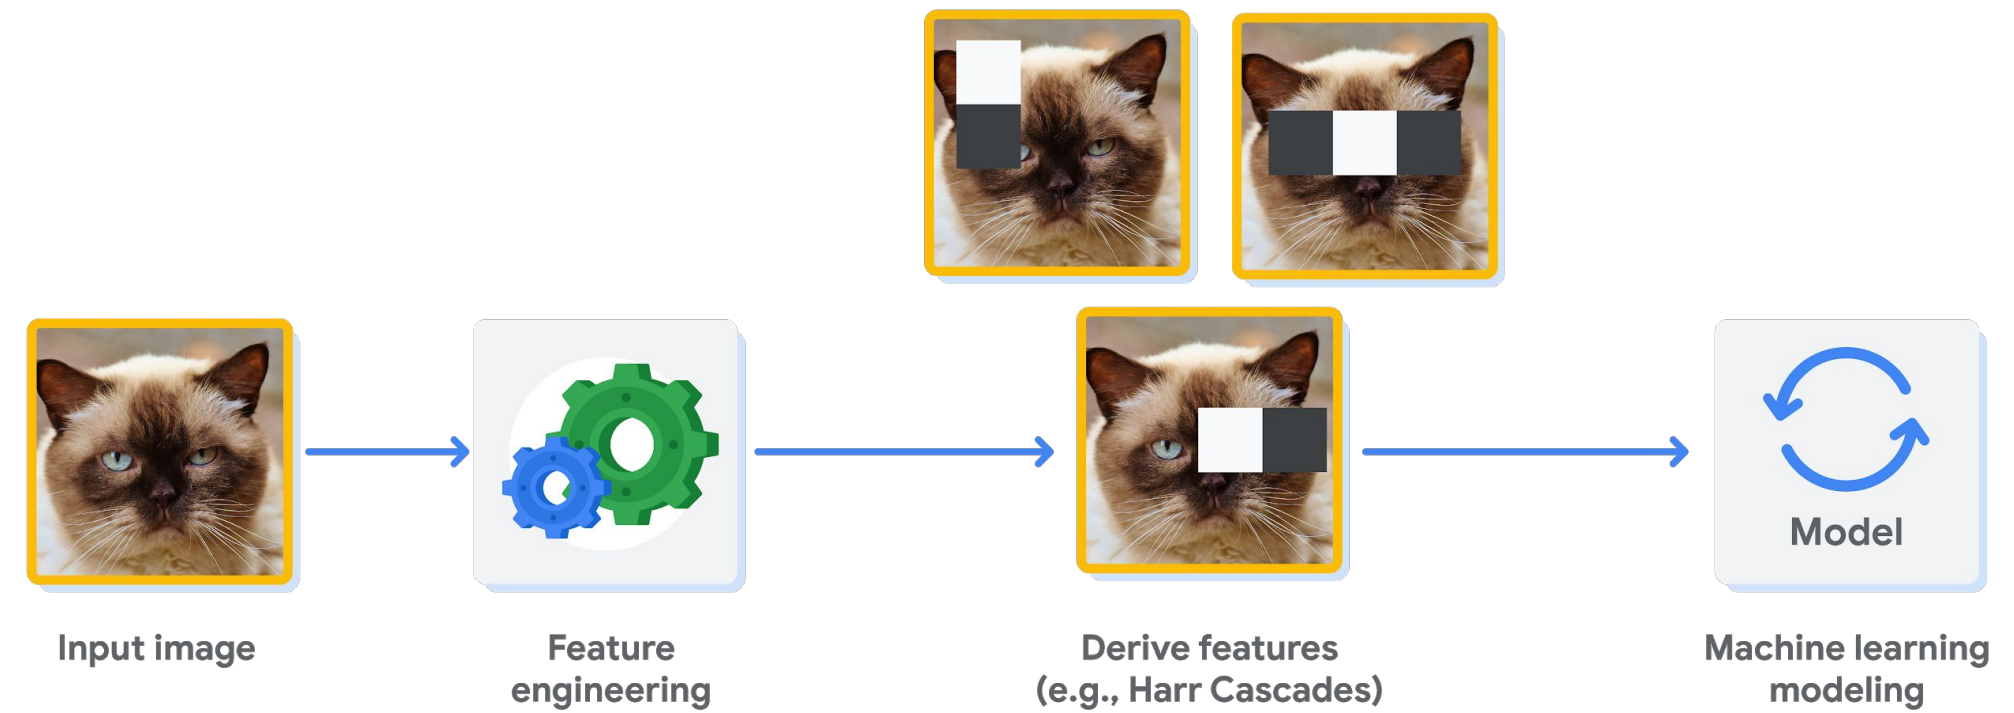 Model
Input image
Feature
engineering
Derive features
(e.g., Harr Cascades)
Machine learning
modeling